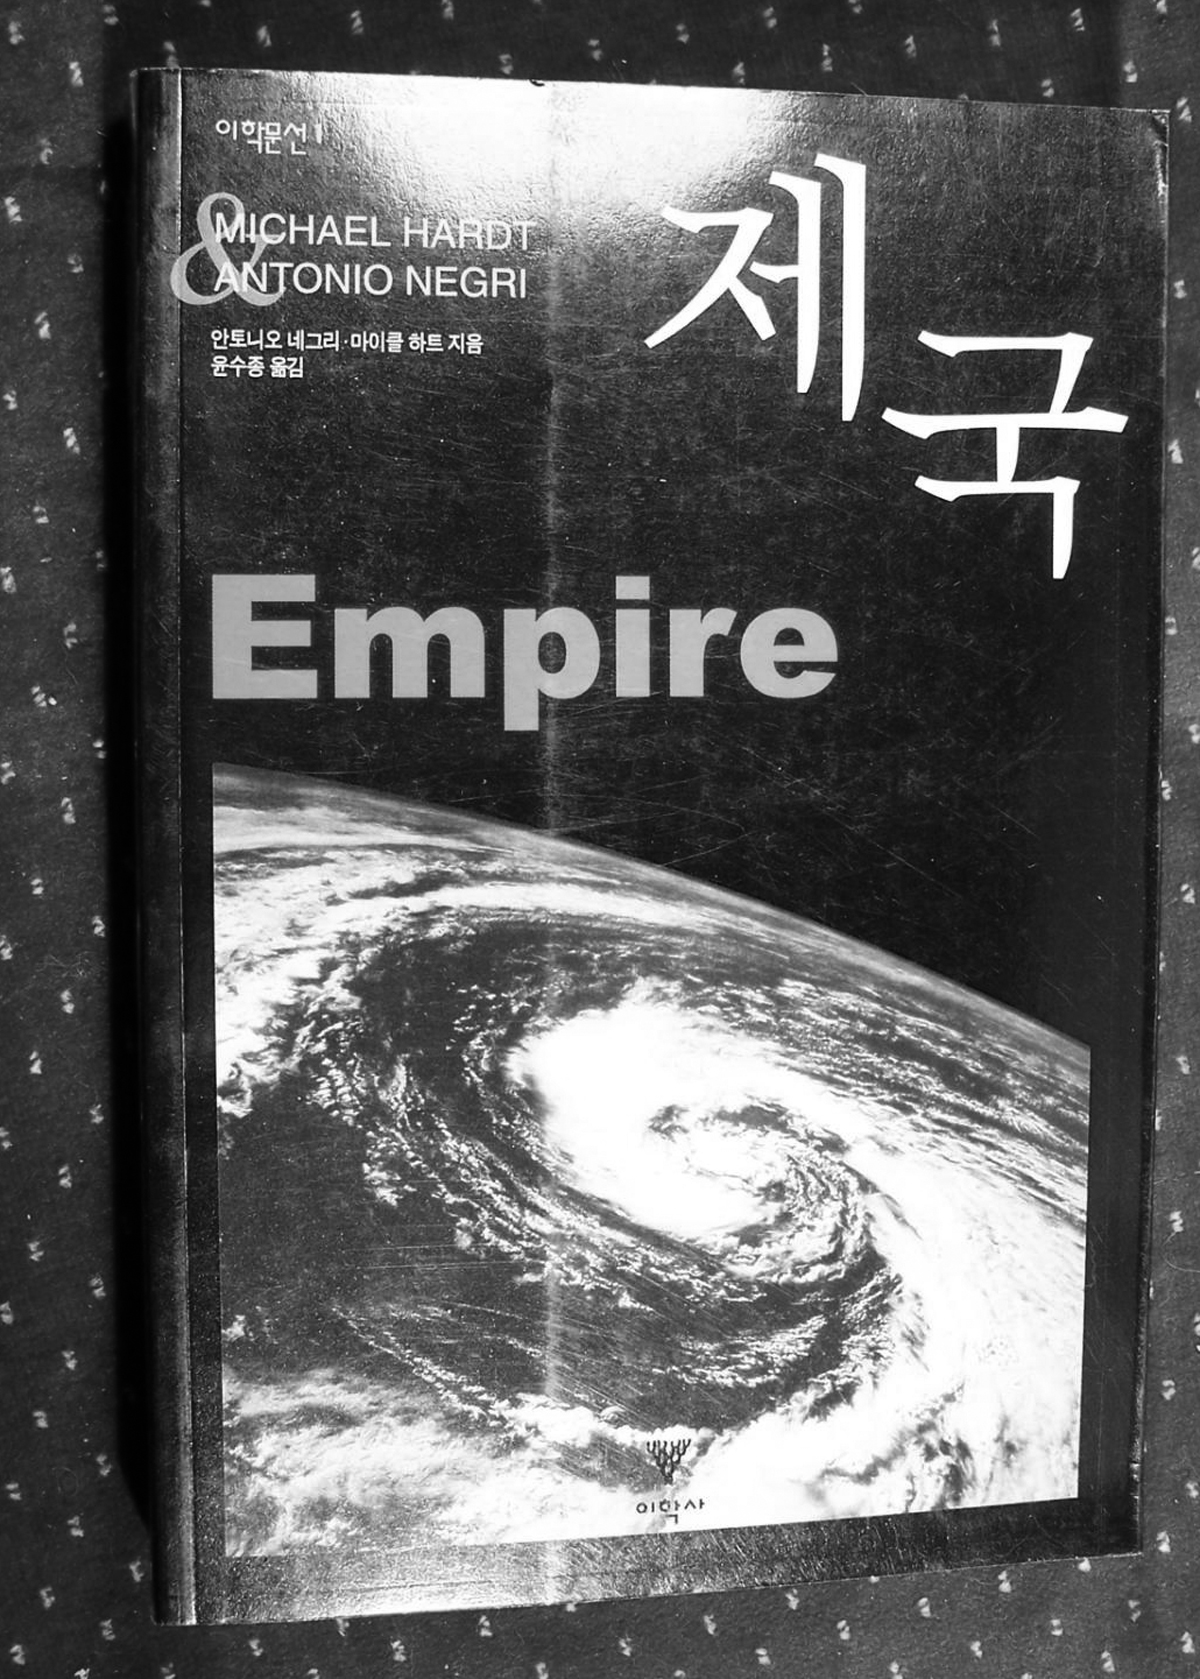 이학문선 1
&
MICHAEL HARDT
ANTONIO NEGRI
안토니오 네그리·마이클 하트 지음
윤수종 옮김
제국
Empire
이학사